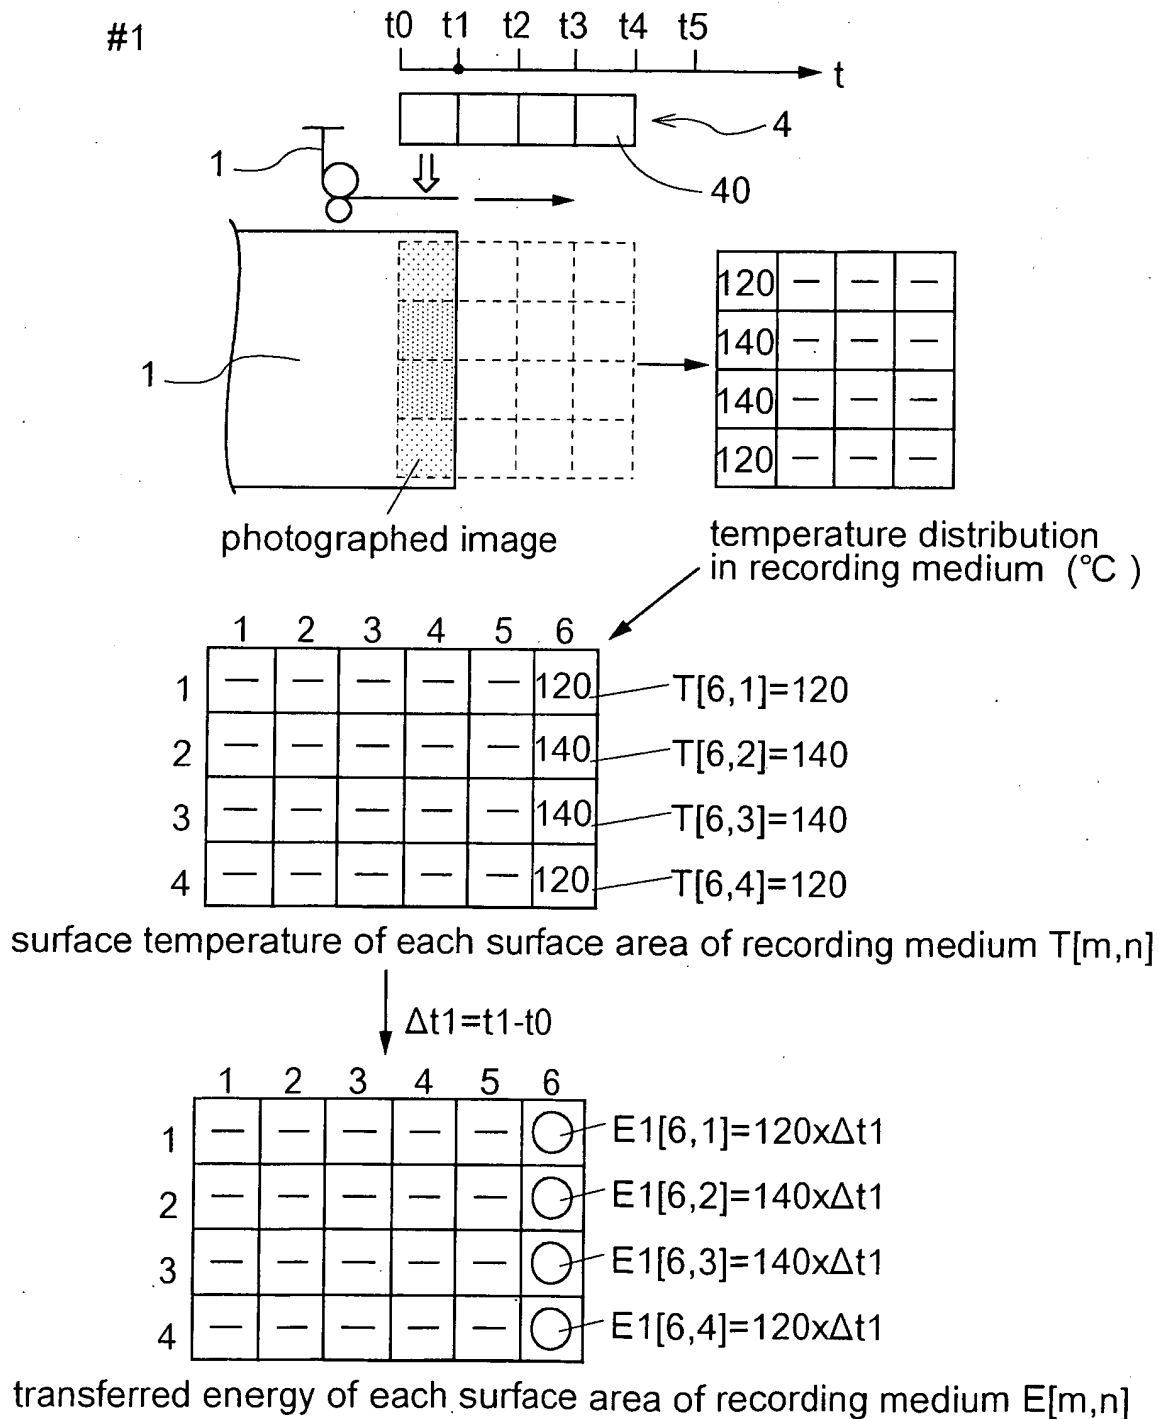 #1
t0 t1 t2 t3 t4 t5
t
4
1
40
120 — — —
140 — — —
1
140 — — —
120 — — —
photographed image
temperature distribution
in recording medium (°C )
1 2 3 4 5 6
1 — — — — — 120 T[6,1]=120
2 — — — — — 140 T[6,2]=140
3 — — — — — 140 T[6,3]=140
4 — — — — — 120 T[6,4]=120
surface temperature of each surface area of recording medium T[m,n]
Δt1=t1-t0
1 2 3 4 5 6
1 — — — — — ○ E1[6,1]=120xΔt1
2 — — — — — ○ E1[6,2]=140xΔt1
3 — — — — — ○ E1[6,3]=140xΔt1
4 — — — — — ○ E1[6,4]=120xΔt1
transferred energy of each surface area of recording medium E[m,n]